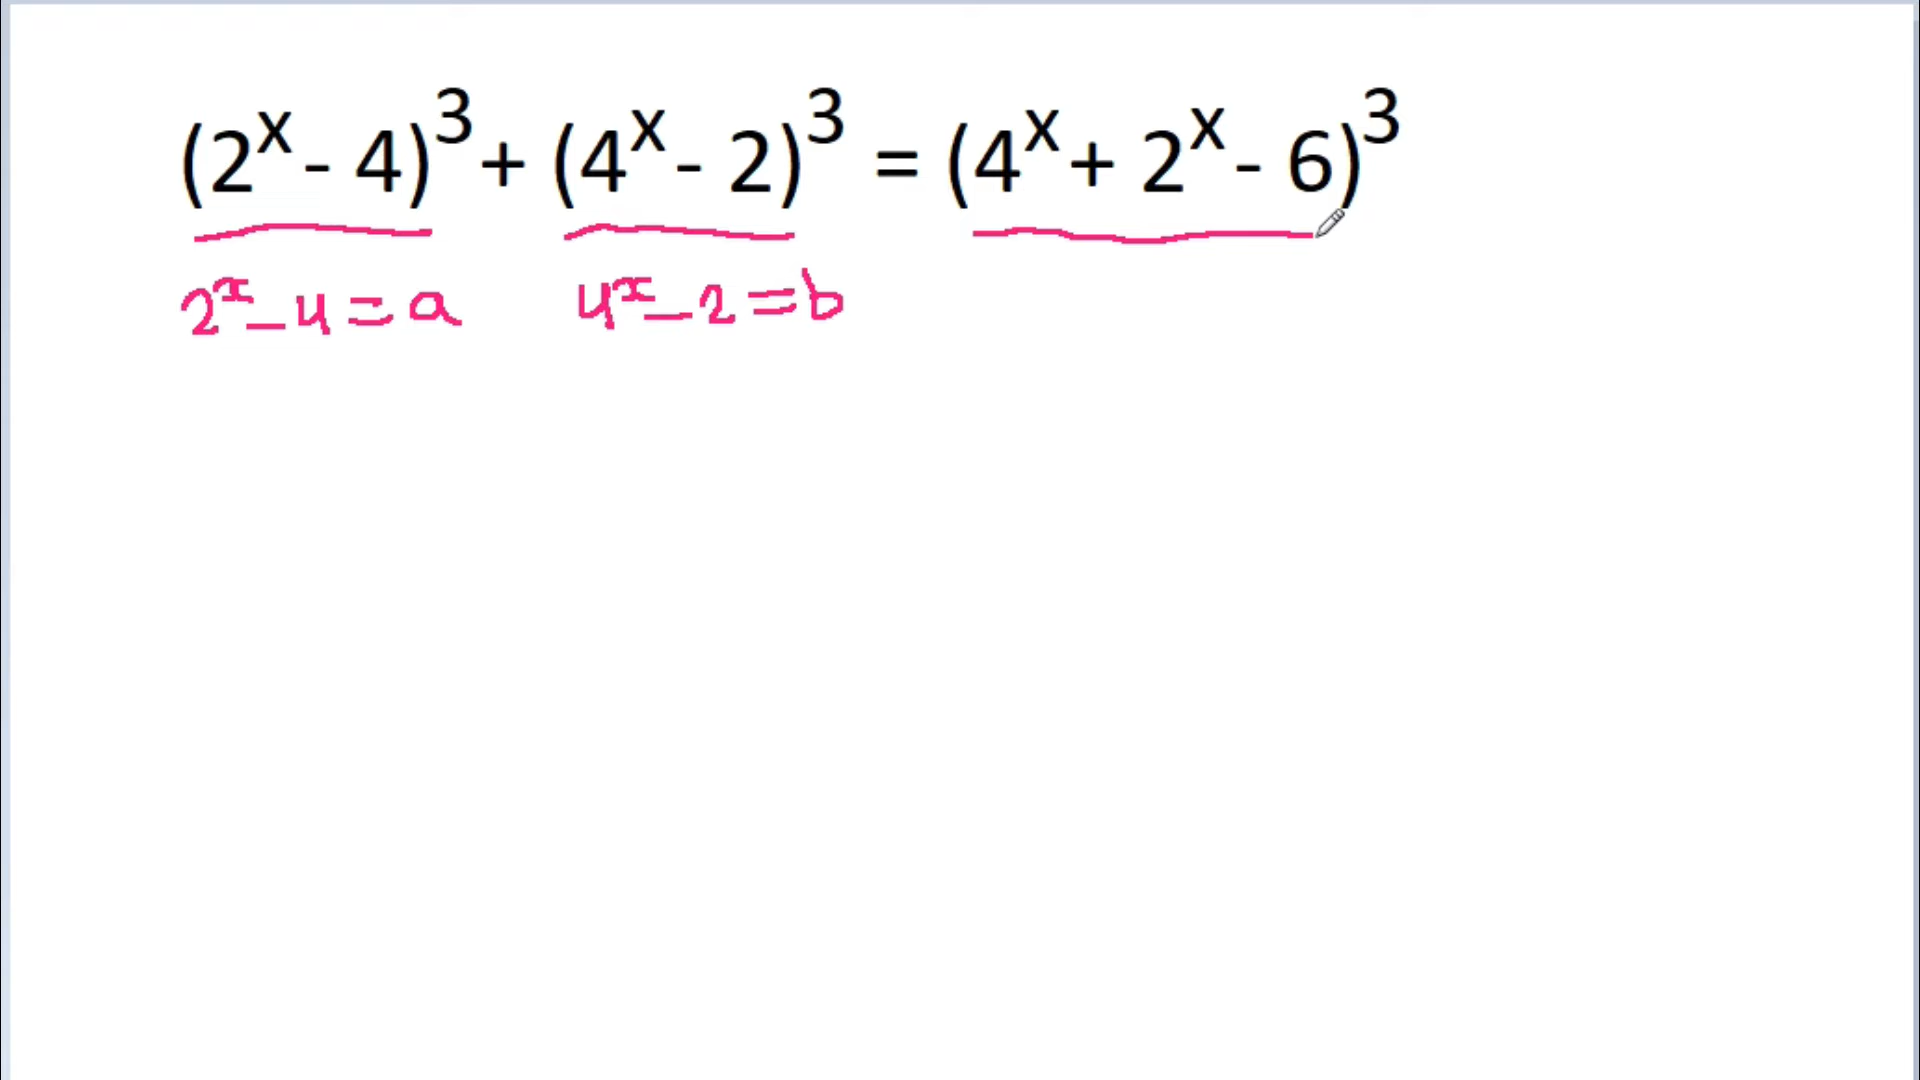 (2^x - 4)^3 + (4^x - 2)^3 = (4^x + 2^x - 6)^3
2^x - 4 = a 4^x - 2 = b